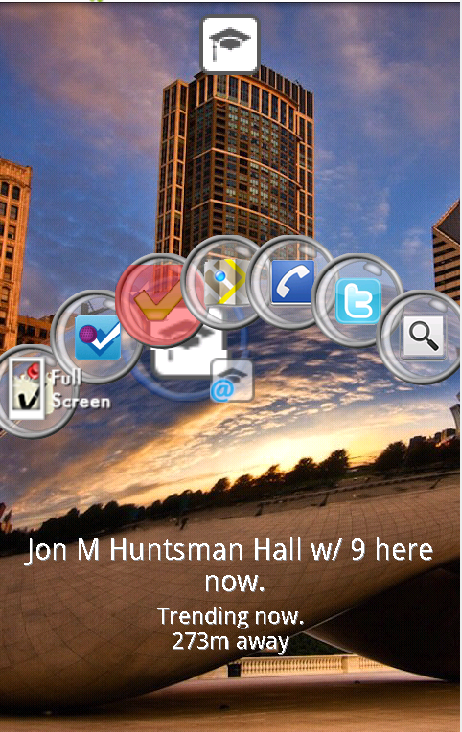 Full
Screen
@
Jon M Huntsman Hall w/ 9 here
now.
Trending now.
273m away